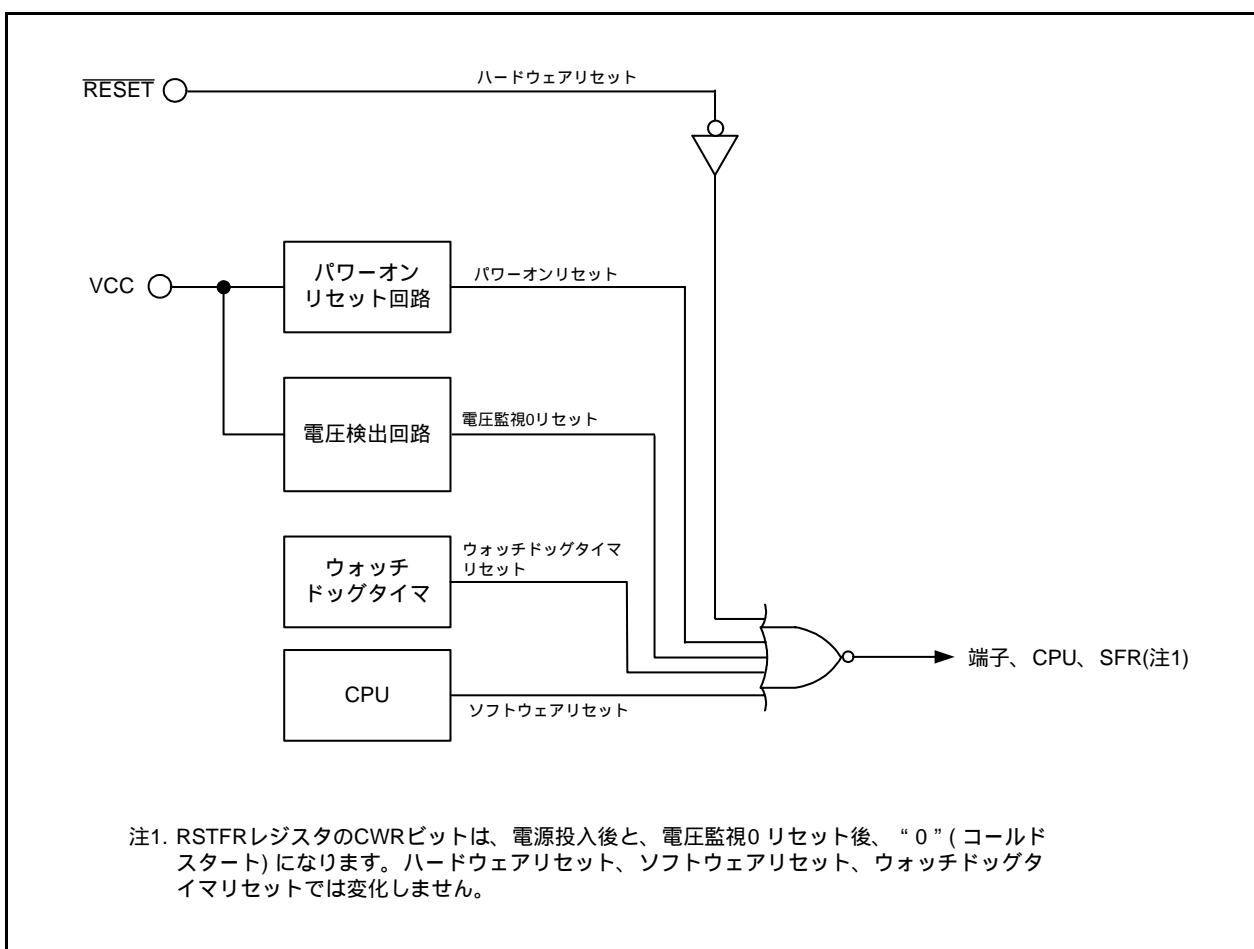 RESET
ハードウェアリセット
VCC
パワーオン
リセット回路
パワーオンリセット
電圧検出回路
電圧監視0リセット
ウォッチ
ドッグタイマ
ウォッチドッグタイマ
リセット
CPU
ソフトウェアリセット
端子、CPU、SFR(注1)
注1. RSTFRレジスタのCWRビットは、電源投入後と、電圧監視0 リセット後、 “ 0 ” ( コールド
スタート) になります。ハードウェアリセット、ソフトウェアリセット、ウォッチドッグタ
イマリセットでは変化しません。